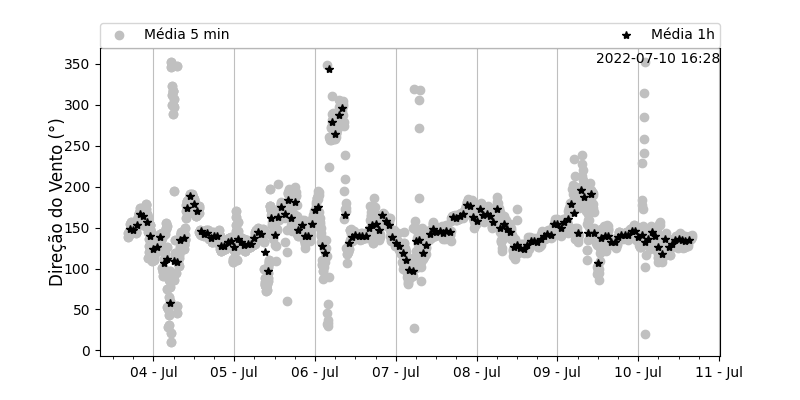 Média 5 min
Média 1h
2022-07-10 16:28
Direção do Vento (°)
350
300
250
200
150
100
50
0
04 - Jul
05 - Jul
06 - Jul
07 - Jul
08 - Jul
09 - Jul
10 - Jul
11 - Jul